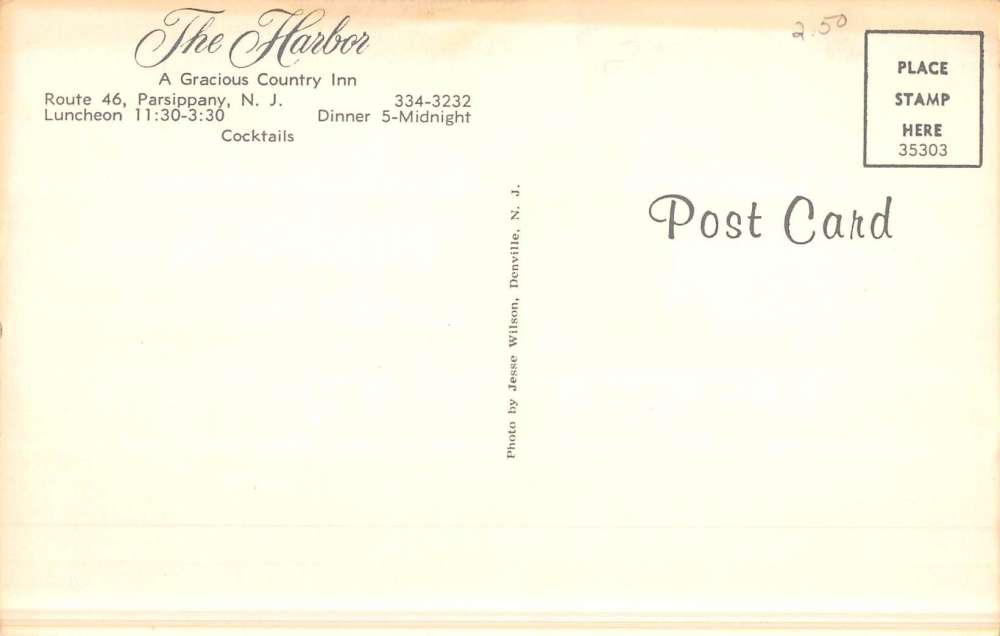 The Harbor
A Gracious Country Inn
Route 46, Parsippany, N. J. 334-3232
Luncheon 11:30-3:30 Dinner 5-Midnight
Cocktails
2.50
PLACE
STAMP
HERE
35303
Post Card
Photo by Jesse Wilson, Denville, N. J.